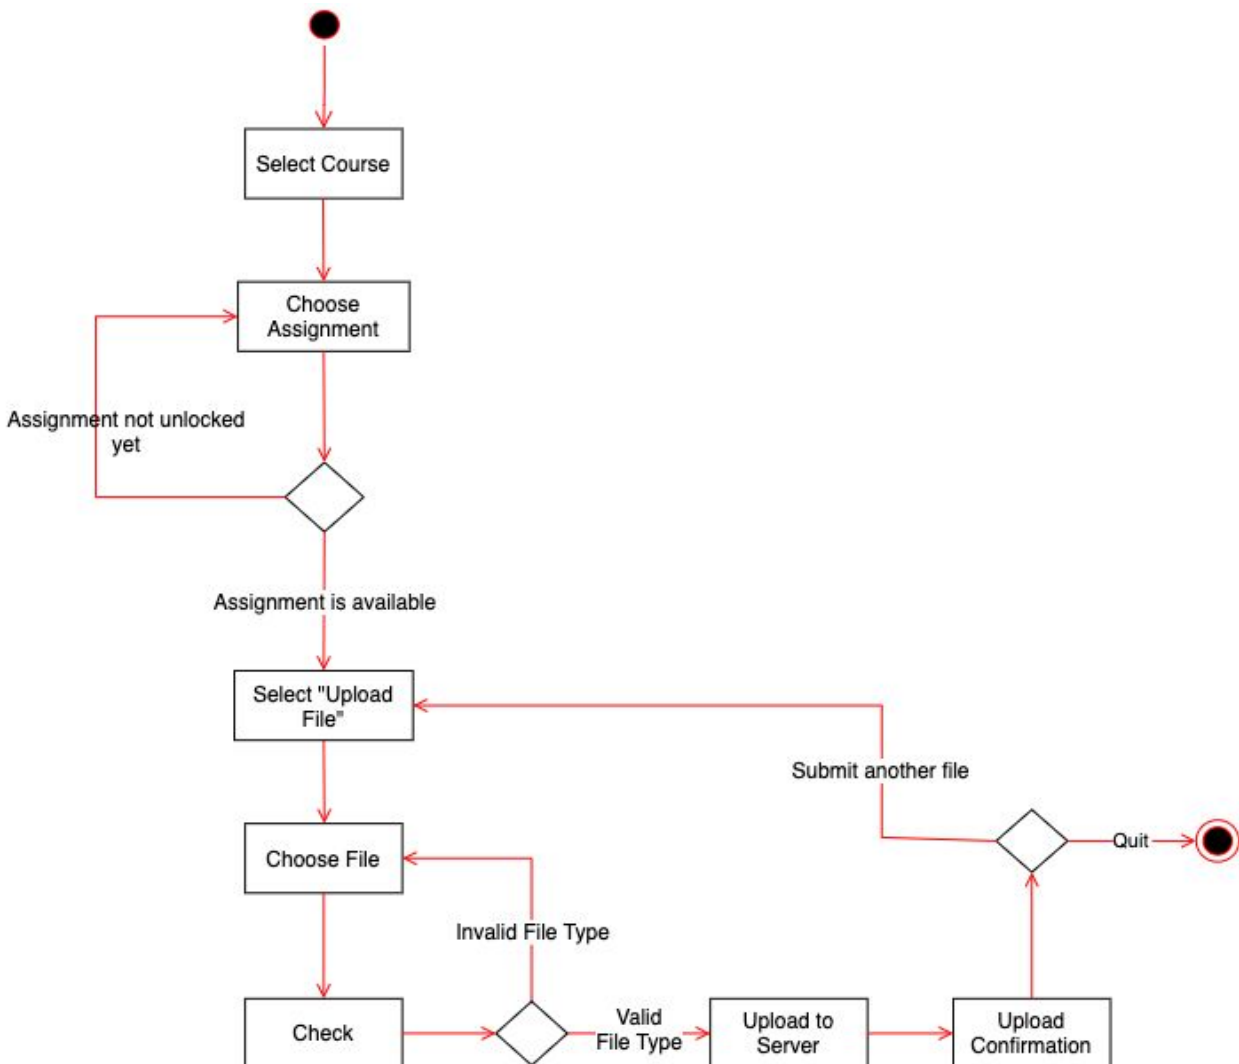 Select Course
Choose
Assignment
Assignment not unlocked
yet
Assignment is available
Select "Upload
File"
Submit another file
Choose File
Quit
Invalid File Type
Check
Valid
File Type
Upload to
Server
Upload
Confirmation